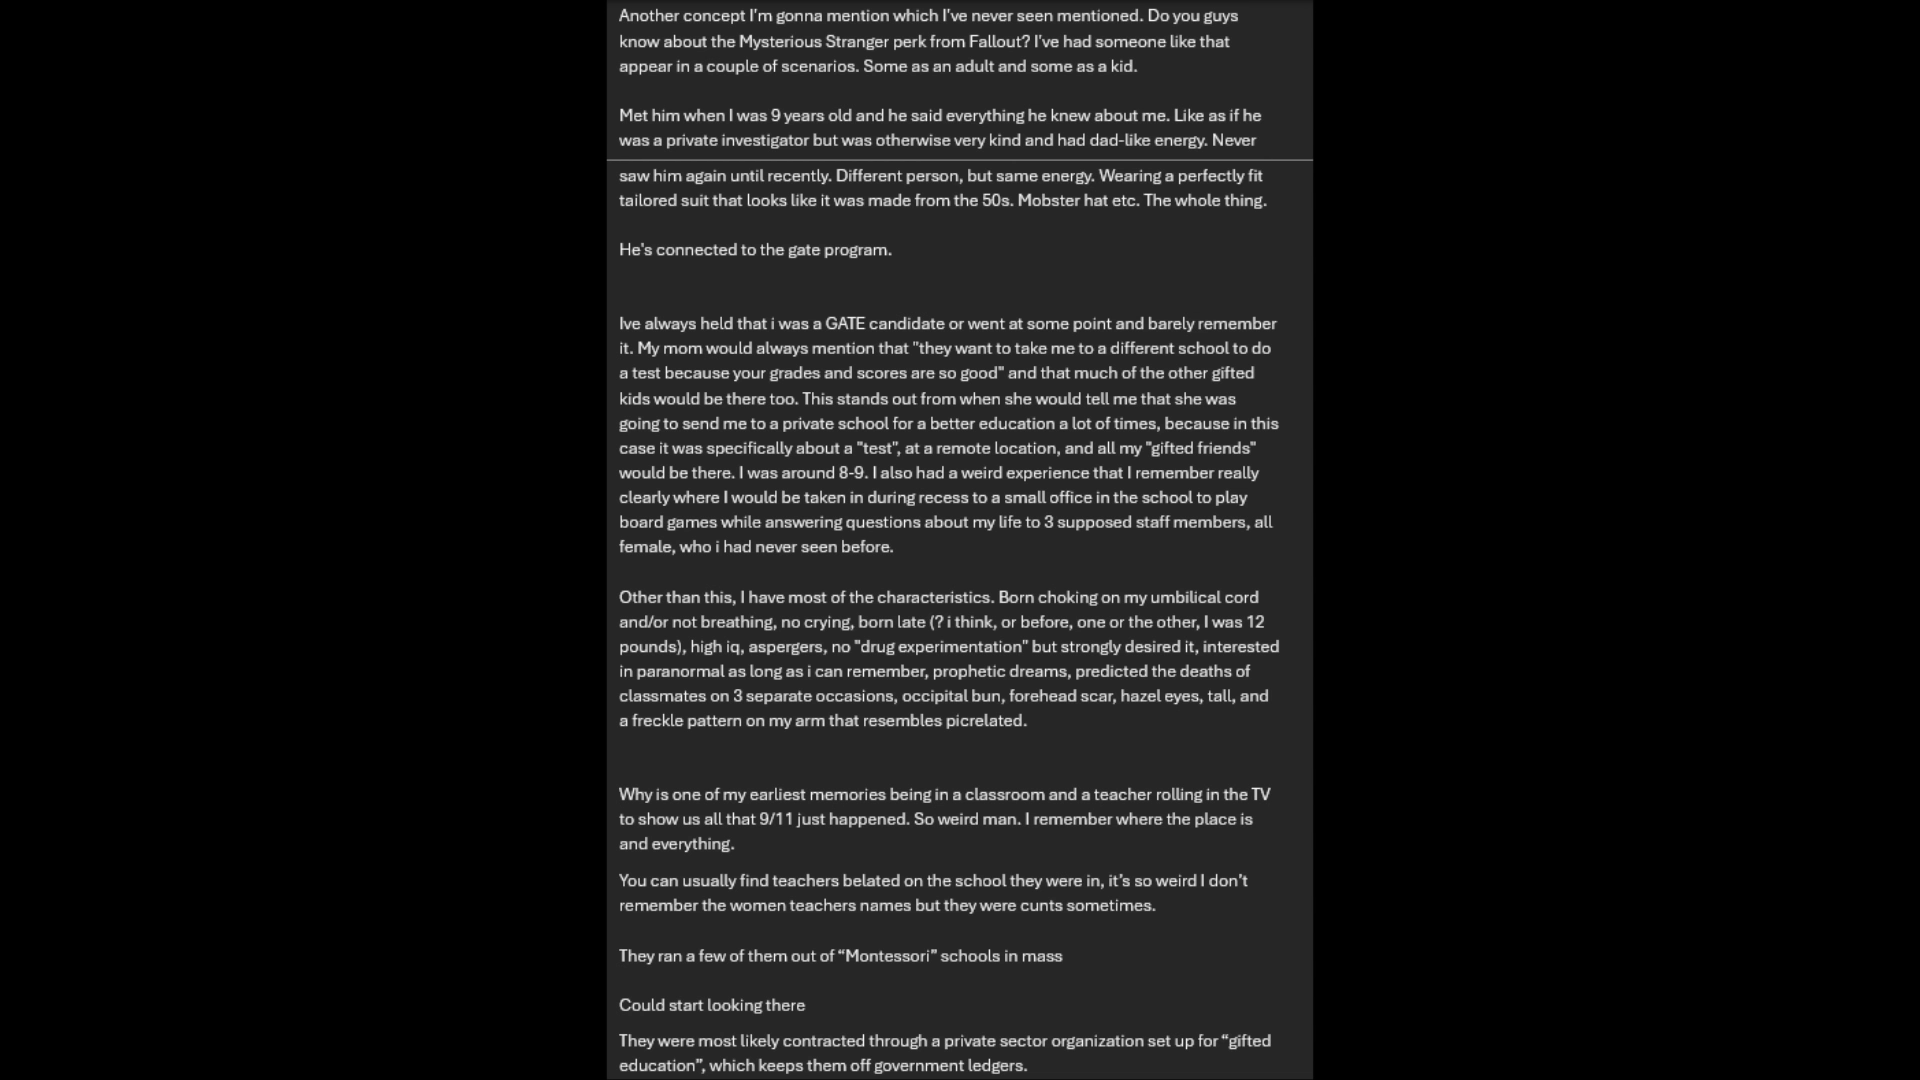 Another concept I'm gonna mention which I've never seen mentioned. Do you guys
know about the Mysterious Stranger perk from Fallout? I've had someone like that
appear in a couple of scenarios. Some as an adult and some as a kid.
Met him when I was 9 years old and he said everything he knew about me. Like as if he
was a private investigator but was otherwise very kind and had dad-like energy. Never
saw him again until recently. Different person, but same energy. Wearing a perfectly fit
tailored suit that looks like it was made from the 50s. Mobster hat etc. The whole thing.
He's connected to the gate program.
Ive always held that i was a GATE candidate or went at some point and barely remember
it. My mom would always mention that "they want to take me to a different school to do
a test because your grades and scores are so good" and that much of the other gifted
kids would be there too. This stands out from when she would tell me that she was
going to send me to a private school for a better education a lot of times, because in this
case it was specifically about a "test", at a remote location, and all my "gifted friends"
would be there. I was around 8-9. I also had a weird experience that I remember really
clearly where I would be taken in during recess to a small office in the school to play
board games while answering questions about my life to 3 supposed staff members, all
female, who i had never seen before.
Other than this, I have most of the characteristics. Born choking on my umbilical cord
and/or not breathing, no crying, born late (? i think, or before, one or the other, I was 12
pounds), high iq, aspergers, no "drug experimentation" but strongly desired it, interested
in paranormal as long as i can remember, prophetic dreams, predicted the deaths of
classmates on 3 separate occasions, occipital bun, forehead scar, hazel eyes, tall, and
a freckle pattern on my arm that resembles picrelated.
Why is one of my earliest memories being in a classroom and a teacher rolling in the TV
to show us all that 9/11 just happened. So weird man. I remember where the place is
and everything.
You can usually find teachers belated on the school they were in, it’s so weird I don’t
remember the women teachers names but they were cunts sometimes.
They ran a few of them out of “Montessori” schools in mass
Could start looking there
They were most likely contracted through a private sector organization set up for “gifted
education”, which keeps them off government ledgers.